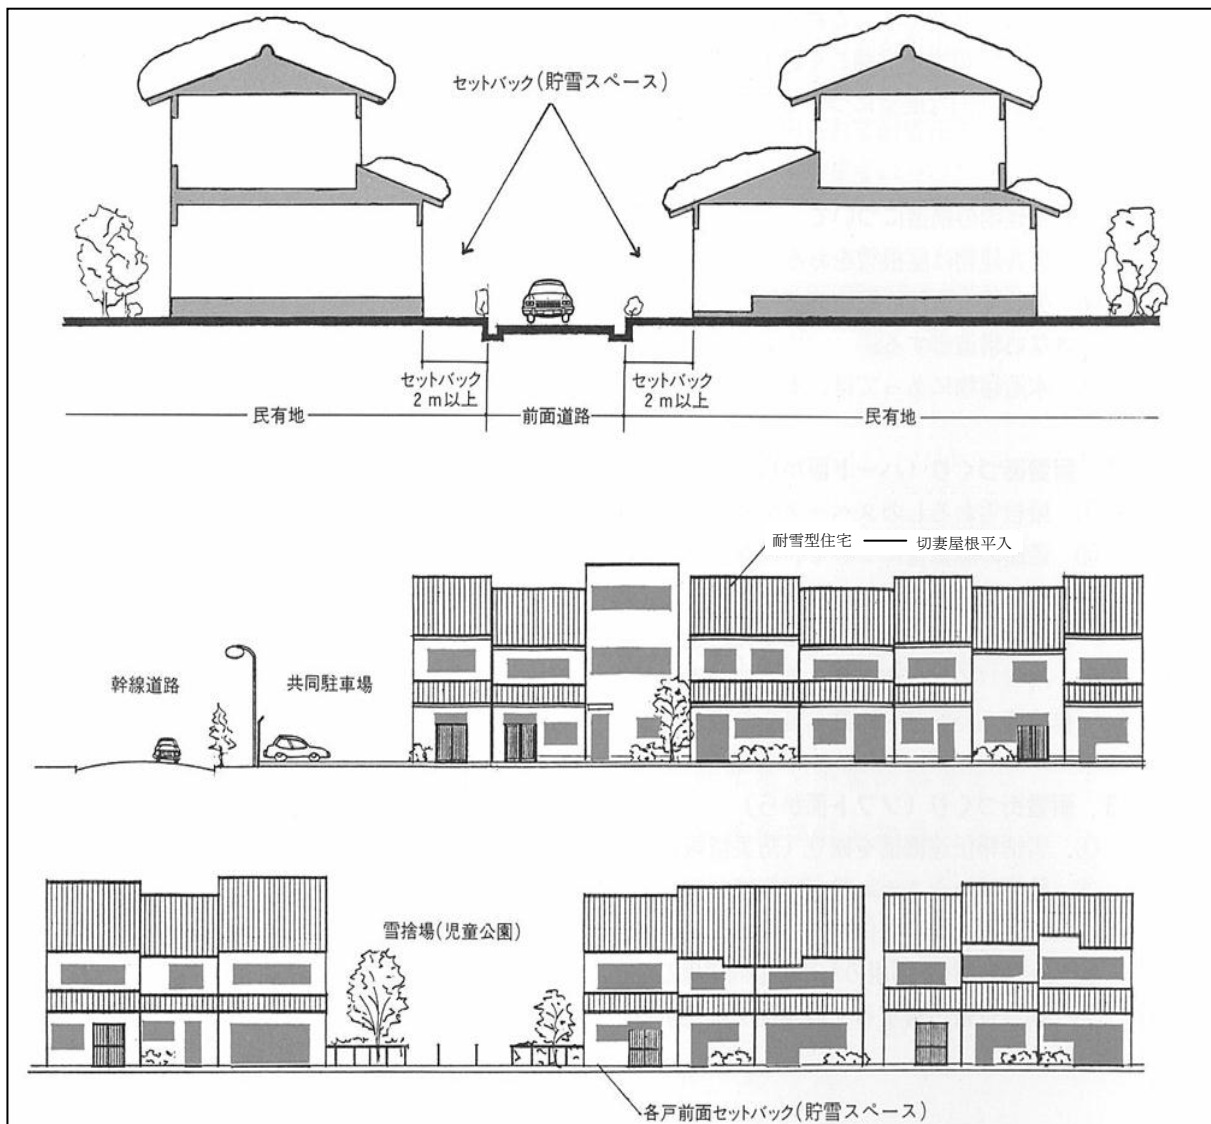 セットバック(貯雪スペース)
セットバック
2m以上
セットバック
2m以上
民有地
前面道路
民有地
耐雪型住宅 ── 切妻屋根平入
幹線道路
共同駐車場
雪捨場(児童公園)
各戸前面セットバック(貯雪スペース)